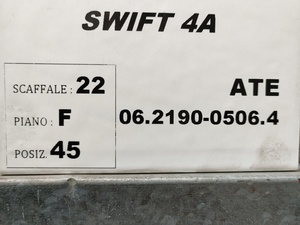 SWIFT 4A
SCAFFALE: 22
PIANO: F
POSIZ. 45
ATE
06.2190-0506.4